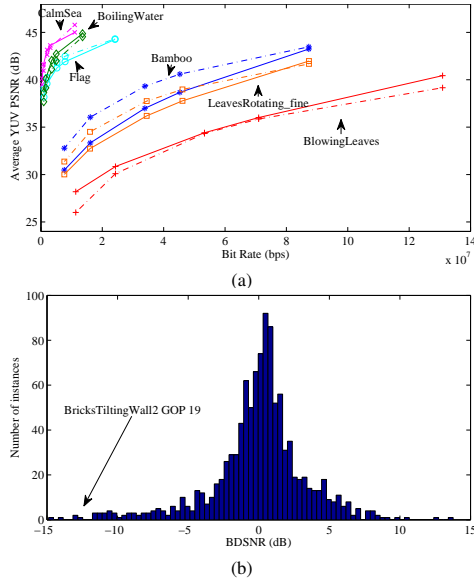 CalmSea
BoilingWater
Flag
Bamboo
LeavesRotating_fine
BlowingLeaves
Average YUV PSNR (dB)
45
40
35
30
25
0 2 4 6 8 10 12 14
Bit Rate (bps)
x 10^7
(a)
100
80
60
40
20
0
Number of instances
BricksTiltingWall2 GOP 19
−15 −10 −5 0 5 10 15
BDSNR (dB)
(b)